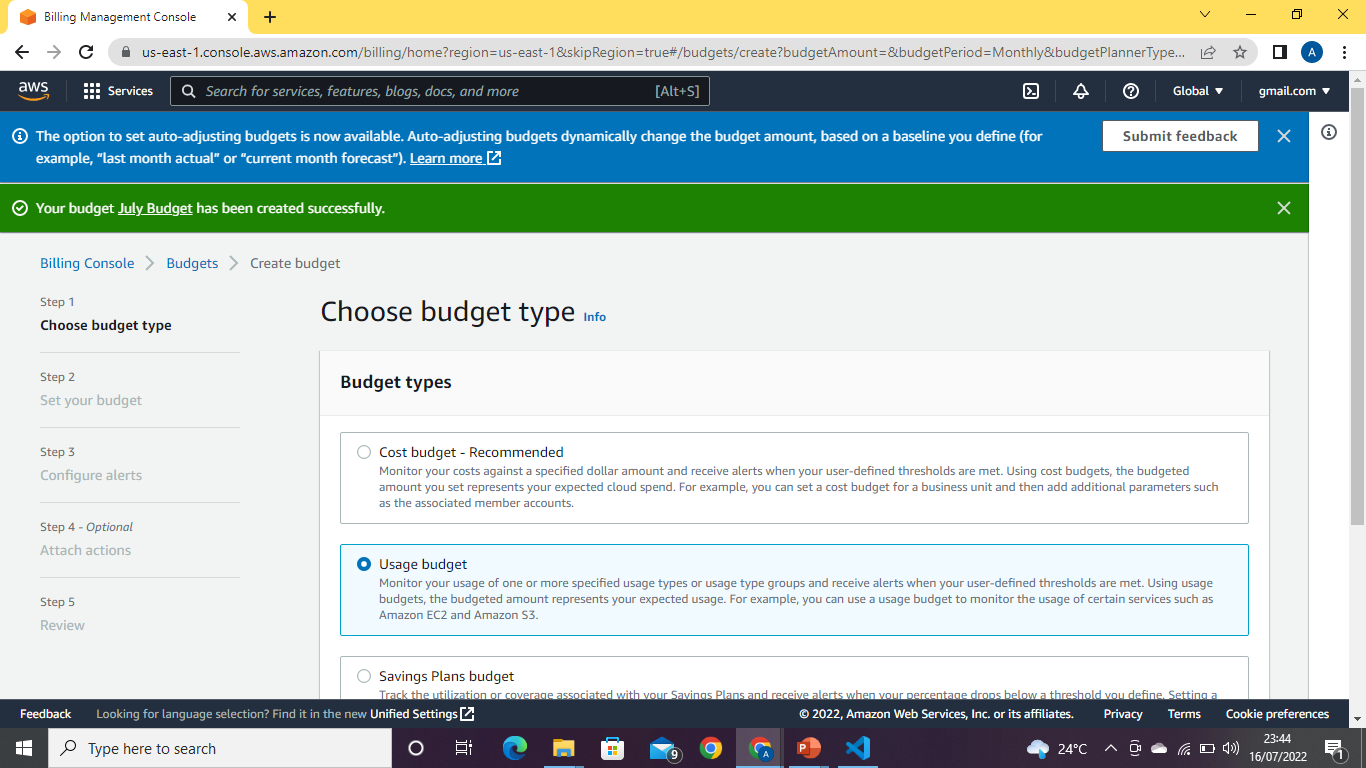 Billing Management Console
us-east-1.console.aws.amazon.com/billing/home?region=us-east-1&skipRegion=true#/budgets/create?budgetAmount=&budgetPeriod=Monthly&budgetPlannerType...
A
aws
Services
Search for services, features, blogs, docs, and more
[Alt+S]
Global
gmail.com
The option to set auto-adjusting budgets is now available. Auto-adjusting budgets dynamically change the budget amount, based on a baseline you define (for
example, “last month actual” or “current month forecast”). Learn more
Submit feedback
Your budget July Budget has been created successfully.
Billing Console
Budgets
Create budget
Step 1
Choose budget type
Step 2
Set your budget
Step 3
Configure alerts
Step 4 - Optional
Attach actions
Step 5
Review
Choose budget type Info
Budget types
Cost budget - Recommended
Monitor your costs against a specified dollar amount and receive alerts when your user-defined thresholds are met. Using cost budgets, the budgeted
amount you set represents your expected cloud spend. For example, you can set a cost budget for a business unit and then add additional parameters such
as the associated member accounts.
Usage budget
Monitor your usage of one or more specified usage types or usage type groups and receive alerts when your user-defined thresholds are met. Using usage
budgets, the budgeted amount represents your expected usage. For example, you can use a usage budget to monitor the usage of certain services such as
Amazon EC2 and Amazon S3.
Savings Plans budget
Track the utilization or coverage associated with your Savings Plans and receive alerts when your percentage drops below a threshold you define. Setting a
Feedback
Looking for language selection? Find it in the new Unified Settings
© 2022, Amazon Web Services, Inc. or its affiliates.
Privacy
Terms
Cookie preferences
Type here to search
9
A
24°C
23:44
16/07/2022
1